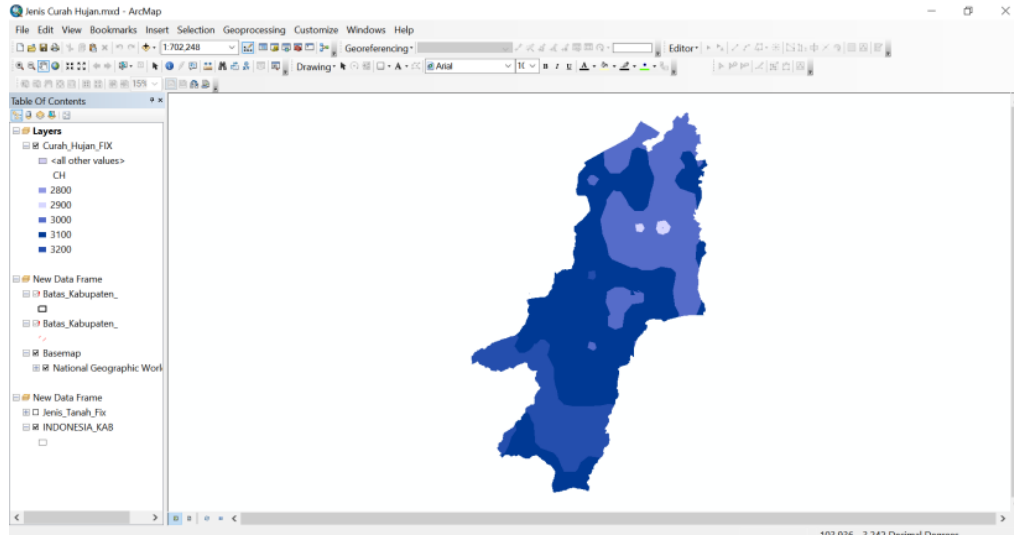 Jenis Curah Hujan.mxd - ArcMap
File Edit View Bookmarks Insert Selection Geoprocessing Customize Windows Help
1:702,248 Georeferencing Editor
Drawing A Arial 10 B I U A
15%
Table Of Contents
Layers
Curah_Hujan_FIX
<all other values>
CH
2800
2900
3000
3100
3200
New Data Frame
Batas_Kabupaten_
Batas_Kabupaten_
Basemap
National Geographic Worl
New Data Frame
Jenis_Tanah_Fix
INDONESIA_KAB
Decimal Degrees